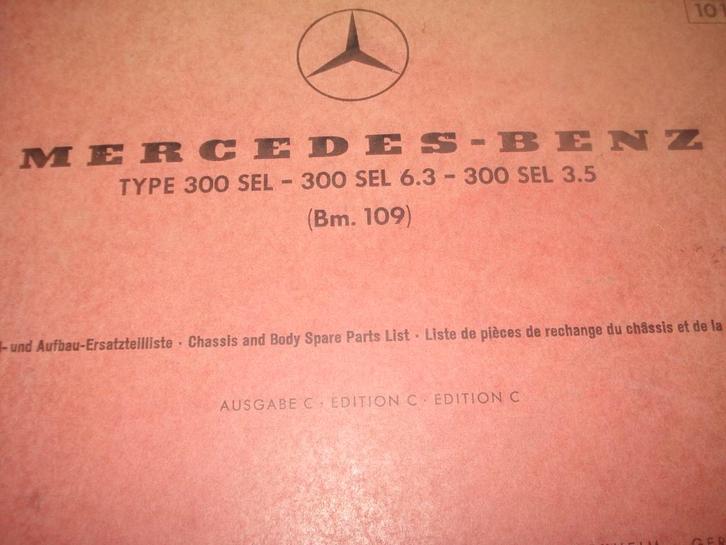 101
MERCEDES-BENZ
TYPE 300 SEL – 300 SEL 6.3 – 300 SEL 3.5
(Bm. 109)
und Aufbau-Ersatzteilliste · Chassis and Body Spare Parts List · Liste de pièces de rechange du châssis et de la
AUSGABE C · EDITION C · EDITION C